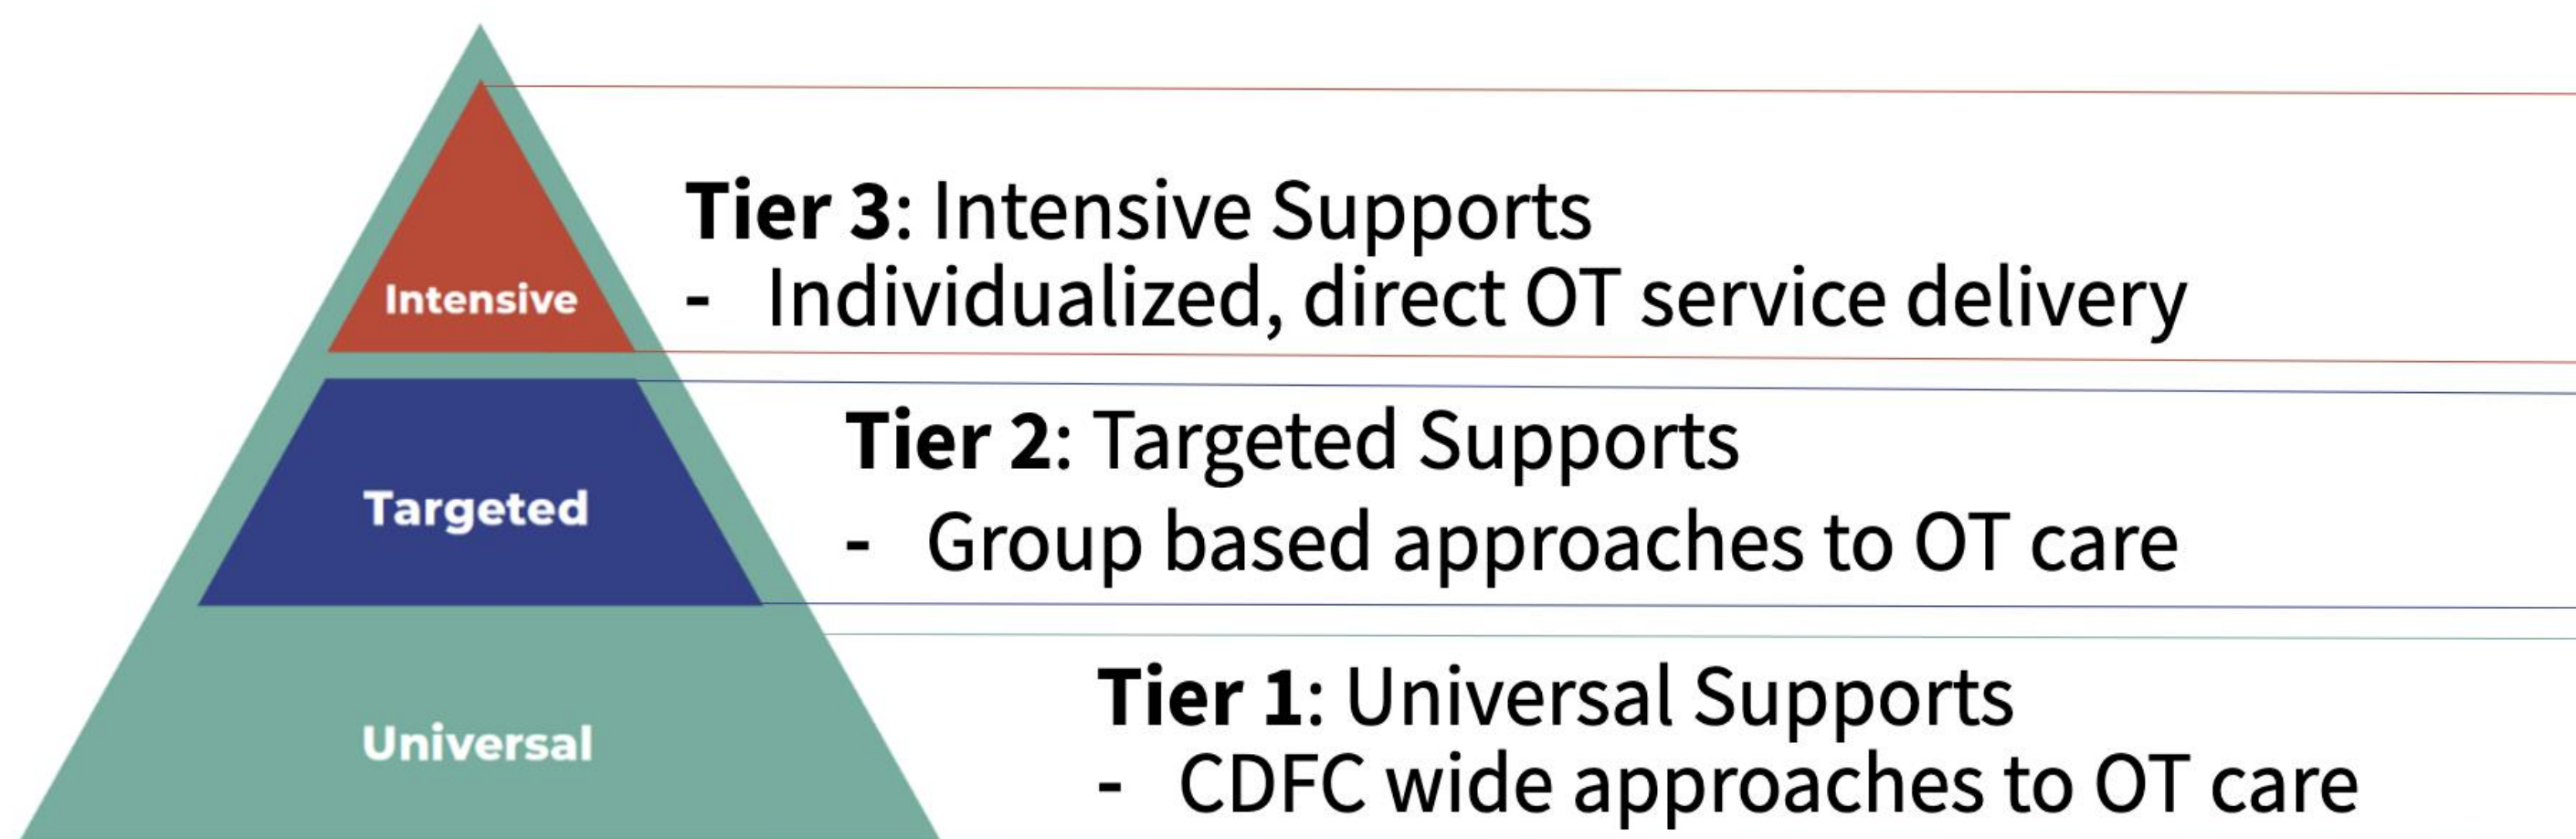 Intensive
Tier 3: Intensive Supports
- Individualized, direct OT service delivery
Targeted
Tier 2: Targeted Supports
- Group based approaches to OT care
Universal
Tier 1: Universal Supports
- CDFC wide approaches to OT care